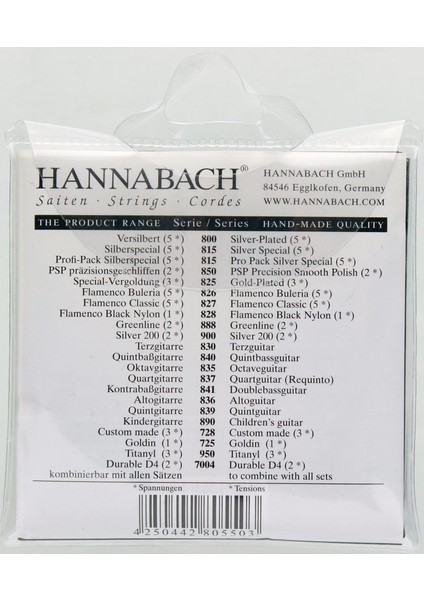 HANNABACH®
Saiten · Strings · Cordes
HANNABACH GmbH
84546 Egglkofen, Germany
WWW.HANNABACH.COM
THE PRODUCT RANGE Serie / Series HAND-MADE QUALITY
Versilbert (5 *) 800 Silver-Plated (5 *)
Silberspecial (5 *) 815 Silver Special (5 *)
Profi-Pack Silberspecial (5 *) 815 Pro Pack Silver Special (5 *)
PSP präzisionsgeschliffen (2 *) 850 PSP Precision Smooth Polish (2 *)
Special-Vergoldung (3 *) 825 Gold-Plated (3 *)
Flamenco Buleria (5 *) 826 Flamenco Buleria (5 *)
Flamenco Classic (5 *) 827 Flamenco Classic (5 *)
Flamenco Black Nylon (1 *) 828 Flamenco Black Nylon (1 *)
Greenline (2 *) 888 Greenline (2 *)
Silver 200 (2 *) 900 Silver 200 (2 *)
Terzgitarre 830 Terzguitar
Quintbaßgitarre 840 Quintbassguitar
Oktavgitarre 835 Octaveguitar
Quartgitarre 837 Quartguitar (Requinto)
Kontrabaßgitarre 841 Doublebassguitar
Altogitarre 836 Altoguitar
Quintgitarre 839 Quintguitar
Kindergitarre 890 Children's guitar
Custom made (3 *) 728 Custom made (3 *)
Goldin (1 *) 725 Goldin (1 *)
Titanyl (3 *) 950 Titanyl (3 *)
Durable D4 (2 *) 7004 Durable D4 (2 *)
kombinierbar mit allen Sätzen to combine with all sets
* Spannungen * Tensions
4250442805503